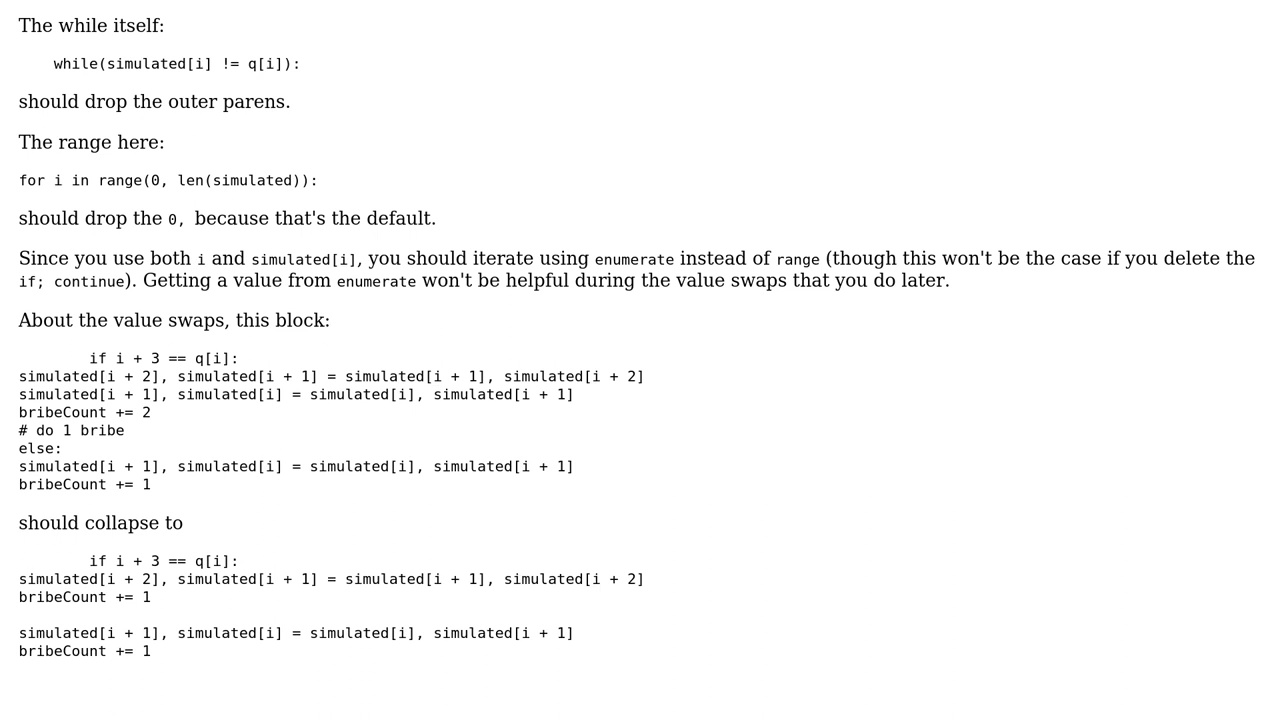 The while itself:
    while(simulated[i] != q[i]):
should drop the outer parens.
The range here:
for i in range(0, len(simulated)):
should drop the 0, because that's the default.
Since you use both i and simulated[i], you should iterate using enumerate instead of range (though this won't be the case if you delete the
if; continue). Getting a value from enumerate won't be helpful during the value swaps that you do later.
About the value swaps, this block:
        if i + 3 == q[i]:
simulated[i + 2], simulated[i + 1] = simulated[i + 1], simulated[i + 2]
simulated[i + 1], simulated[i] = simulated[i], simulated[i + 1]
bribeCount += 2
# do 1 bribe
else:
simulated[i + 1], simulated[i] = simulated[i], simulated[i + 1]
bribeCount += 1
should collapse to
        if i + 3 == q[i]:
simulated[i + 2], simulated[i + 1] = simulated[i + 1], simulated[i + 2]
bribeCount += 1
simulated[i + 1], simulated[i] = simulated[i], simulated[i + 1]
bribeCount += 1